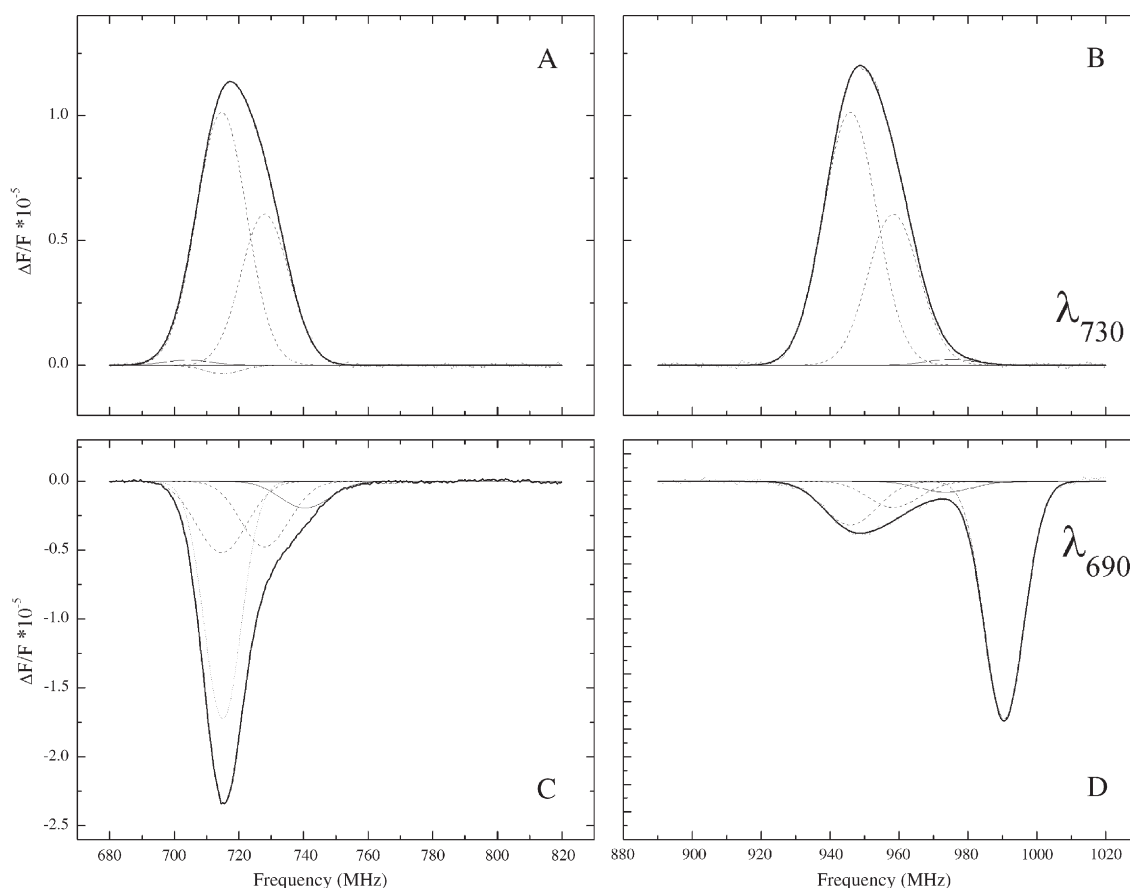 A
B
1.0
0.5
0.0
ΔF/F *10^-5
λ_730
C
D
0.0
-0.5
-1.0
-1.5
-2.0
-2.5
ΔF/F *10^-5
λ_690
680 700 720 740 760 780 800 820
880 900 920 940 960 980 1000 1020
Frequency (MHz)
Frequency (MHz)